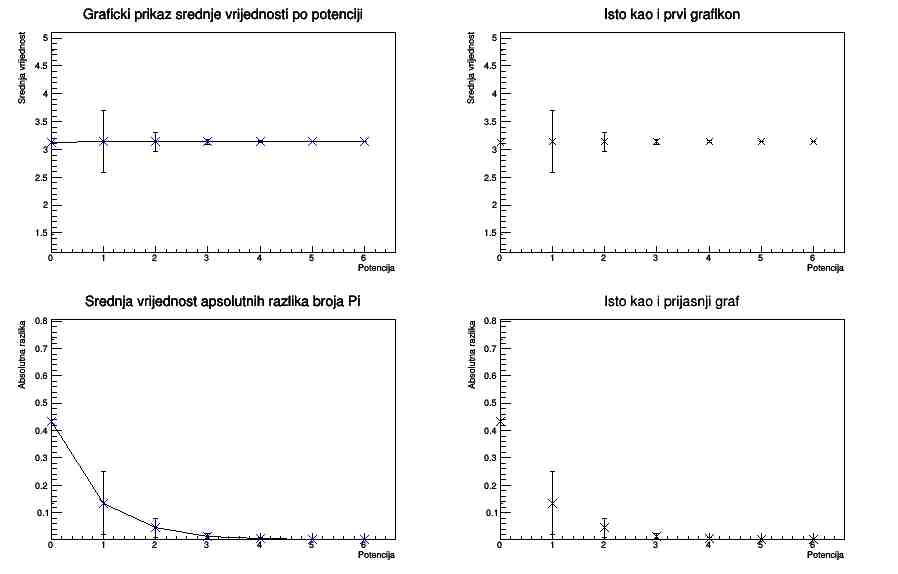 Graficki prikaz srednje vrijednosti po potenciji
Srednja vrijednost
5
4.5
4
3.5
3
2.5
2
1.5
0 1 2 3 4 5 6
Potencija
Isto kao i prvi grafikon
Srednja vrijednost
5
4.5
4
3.5
3
2.5
2
1.5
0 1 2 3 4 5 6
Potencija
Srednja vrijednost apsolutnih razlika broja Pi
Absolutna razlika
0.8
0.7
0.6
0.5
0.4
0.3
0.2
0.1
0 1 2 3 4 5 6
Potencija
Isto kao i prijasnji graf
Absolutna razlika
0.8
0.7
0.6
0.5
0.4
0.3
0.2
0.1
0 1 2 3 4 5 6
Potencija